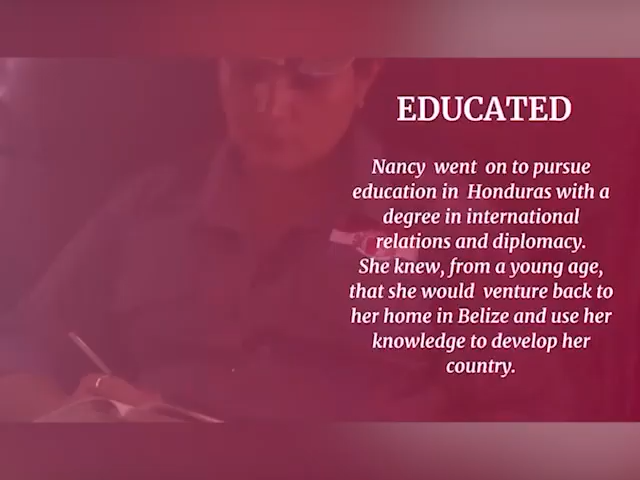 EDUCATED
Nancy went on to pursue
education in Honduras with a
degree in international
relations and diplomacy.
She knew, from a young age,
that she would venture back to
her home in Belize and use her
knowledge to develop her
country.